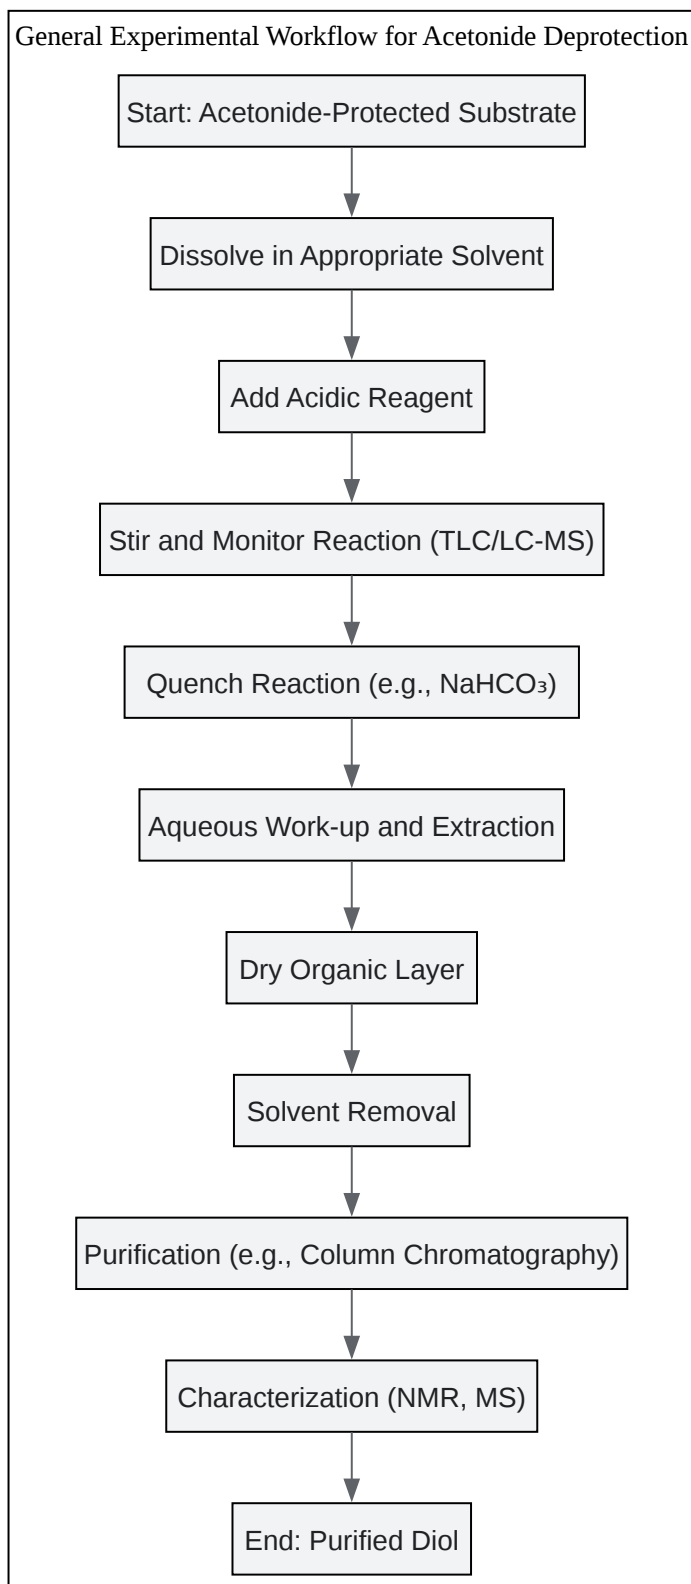 General Experimental Workflow for Acetonide Deprotection
Start: Acetonide-Protected Substrate
Dissolve in Appropriate Solvent
Add Acidic Reagent
Stir and Monitor Reaction (TLC/LC-MS)
Quench Reaction (e.g., NaHCO₃)
Aqueous Work-up and Extraction
Dry Organic Layer
Solvent Removal
Purification (e.g., Column Chromatography)
Characterization (NMR, MS)
End: Purified Diol